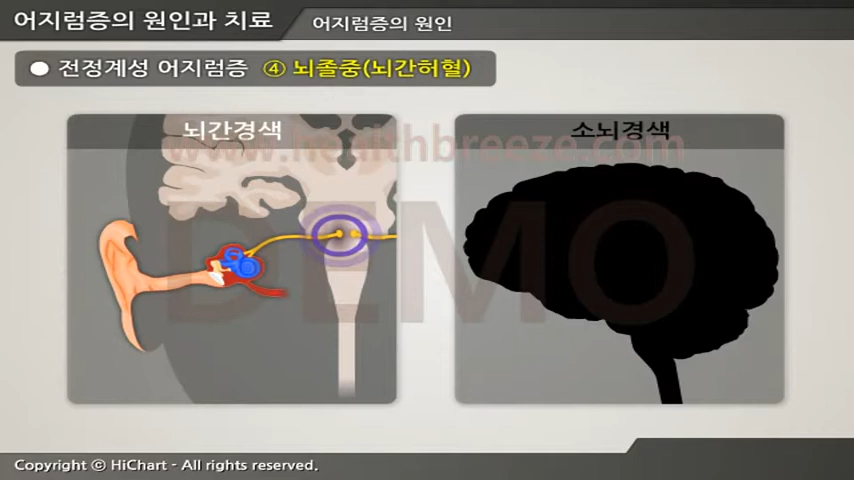 어지럼증의 원인과 치료
어지럼증의 원인
● 전정계성 어지럼증 ④ 뇌졸중(뇌간허혈)
뇌간경색
소뇌경색
www.healthbreeze.com
DEMO
Copyright ⓒ HiChart - All rights reserved.